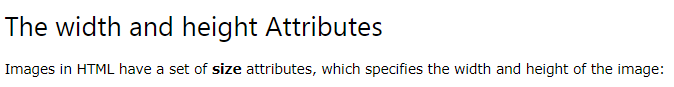 The width and height Attributes
Images in HTML have a set of size attributes, which specifies the width and height of the image: